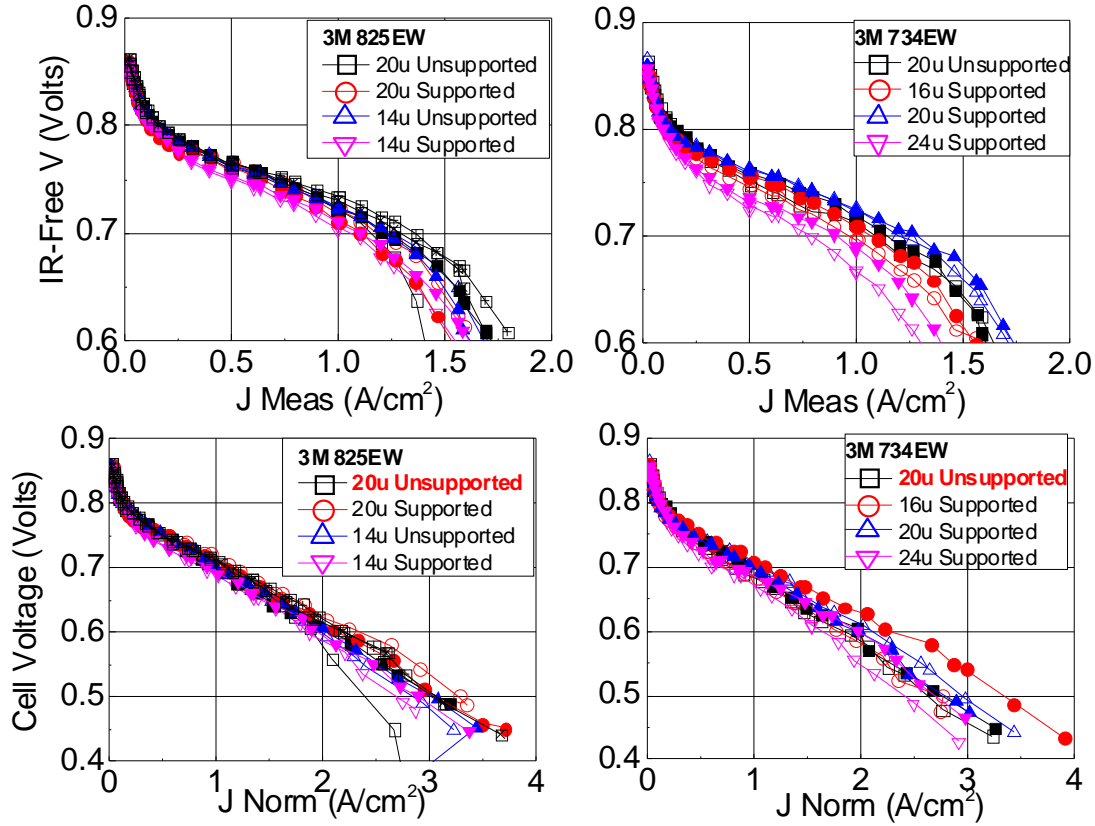 0.9
0.8
0.7
0.6
IR-Free V (Volts)
3M 825EW
20u Unsupported
20u Supported
14u Unsupported
14u Supported
0.0 0.5 1.0 1.5 2.0
J Meas (A/cm²)
0.9
0.8
0.7
0.6
3M 734EW
20u Unsupported
16u Supported
20u Supported
24u Supported
0.0 0.5 1.0 1.5 2.0
J Meas (A/cm²)
0.9
0.8
0.7
0.6
0.5
0.4
Cell Voltage (Volts)
3M 825EW
20u Unsupported
20u Supported
14u Unsupported
14u Supported
0 1 2 3 4
J Norm (A/cm²)
0.9
0.8
0.7
0.6
0.5
0.4
3M 734EW
20u Unsupported
16u Supported
20u Supported
24u Supported
0 1 2 3 4
J Norm (A/cm²)